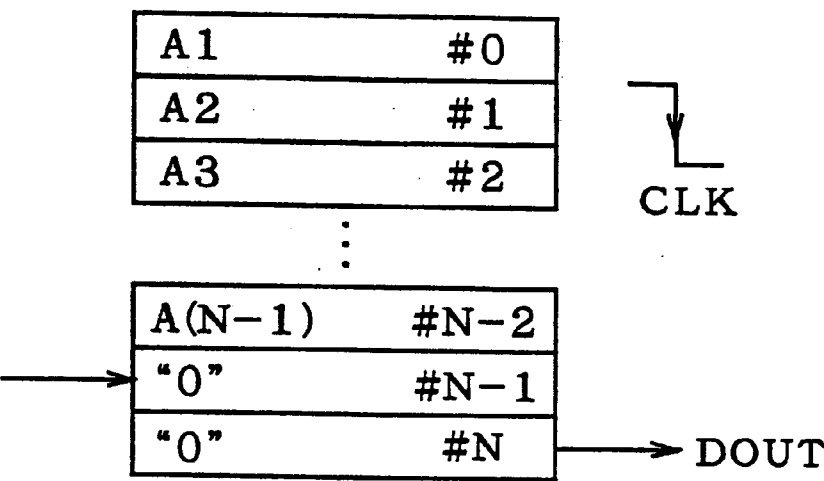 A1 #0
A2 #1
A3 #2
CLK
A(N-1) #N-2
“0” #N-1
“0” #N
DOUT